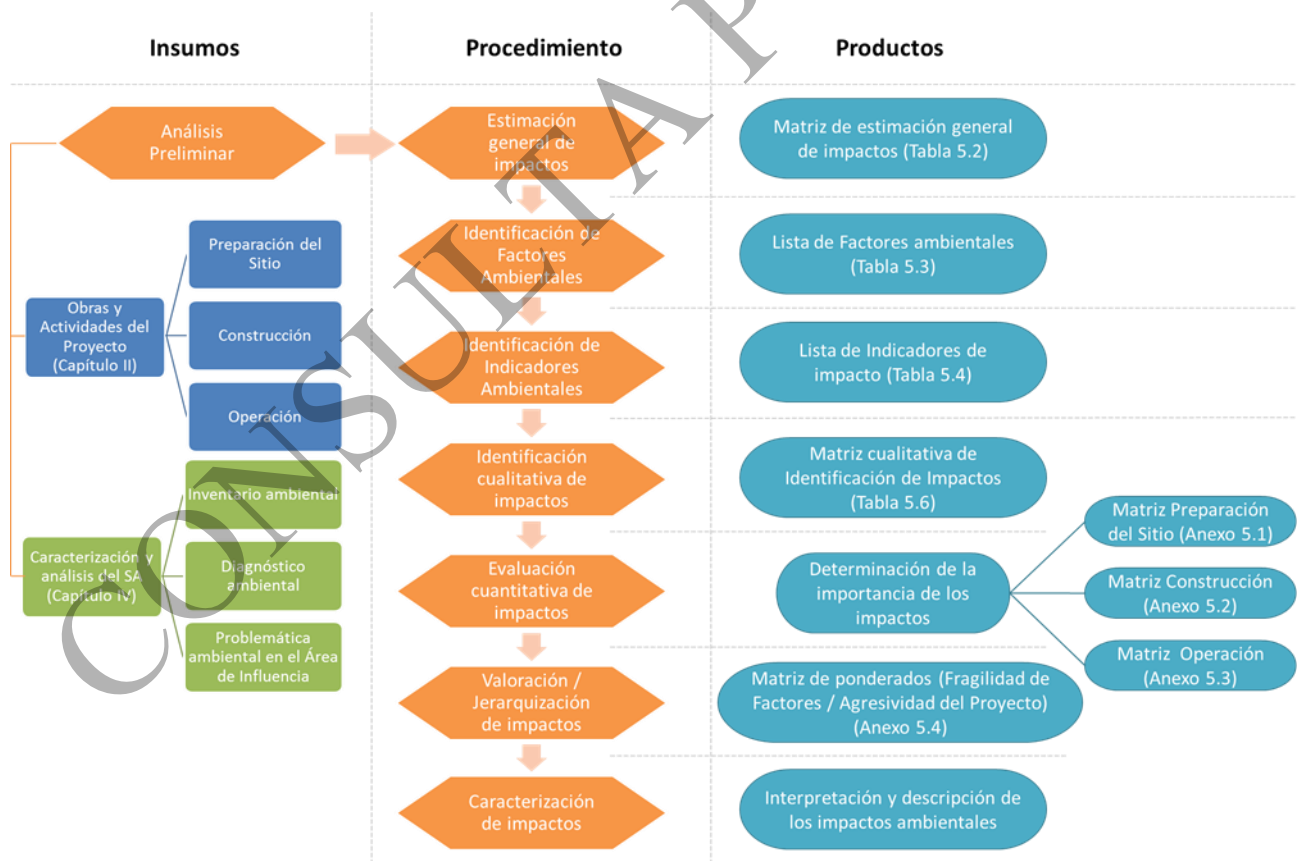 Insumos
Procedimiento
Productos
Análisis
Preliminar
Obras y
Actividades del
Proyecto
(Capítulo II)
Preparación del
Sitio
Construcción
Operación
Caracterización y
análisis del SA
(Capítulo IV)
Inventario ambiental
Diagnóstico
ambiental
Problemática
ambiental en el Área
de Influencia
Estimación
general de
impactos
Identificación de
Factores
Ambientales
Identificación de
Indicadores
Ambientales
Identificación
cualitativa de
impactos
Evaluación
cuantitativa de
impactos
Valoración /
Jerarquización
de impactos
Caracterización
de impactos
Matriz de estimación general
de impactos (Tabla 5.2)
Lista de Factores ambientales
(Tabla 5.3)
Lista de Indicadores de
impacto (Tabla 5.4)
Matriz cualitativa de
Identificación de Impactos
(Tabla 5.6)
Determinación de la
importancia de los
impactos
Matriz Preparación
del Sitio (Anexo 5.1)
Matriz Construcción
(Anexo 5.2)
Matriz Operación
(Anexo 5.3)
Matriz de ponderados (Fragilidad de
Factores / Agresividad del Proyecto)
(Anexo 5.4)
Interpretación y descripción de
los impactos ambientales
CONSULTA P